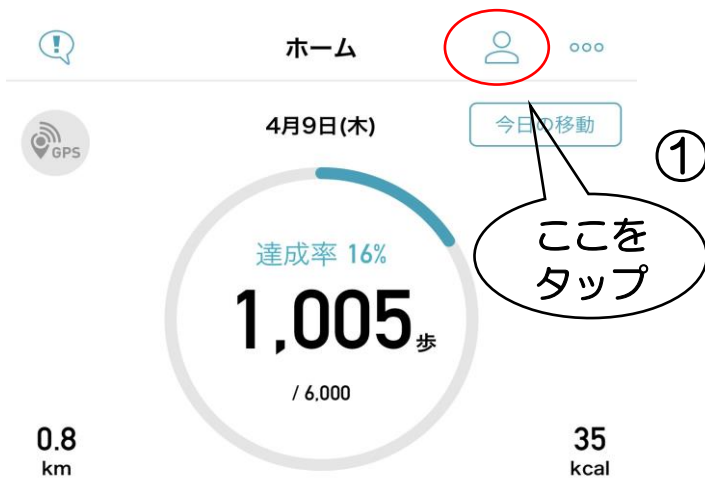 ホーム
4月9日(木)
今日の移動
GPS
①
ここを
タップ
達成率 16%
1,005歩
/ 6,000
0.8
km
35
kcal